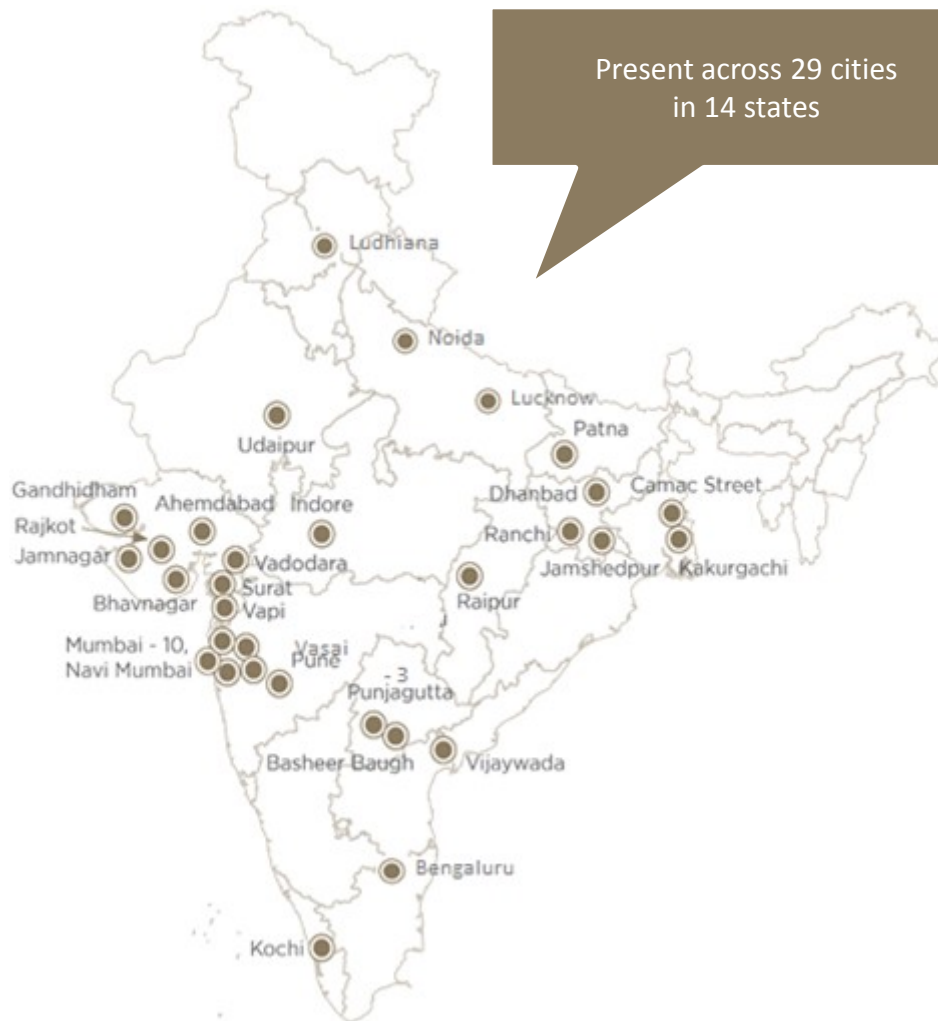 Present across 29 cities
in 14 states
Ludhiana
Noida
Lucknow
Patna
Udaipur
Gandhidham
Ahemdabad
Indore
Dhanbad
Camac Street
Rajkot
Ranchi
Jamnagar
Vadodara
Jamshedpur
Kakurgachi
Surat
Raipur
Bhavnagar
Vapi
Mumbai - 10,
Navi Mumbai
Vasai
Pune
- 3
Punjagutta
Basheer Baugh
Vijaywada
Bengaluru
Kochi